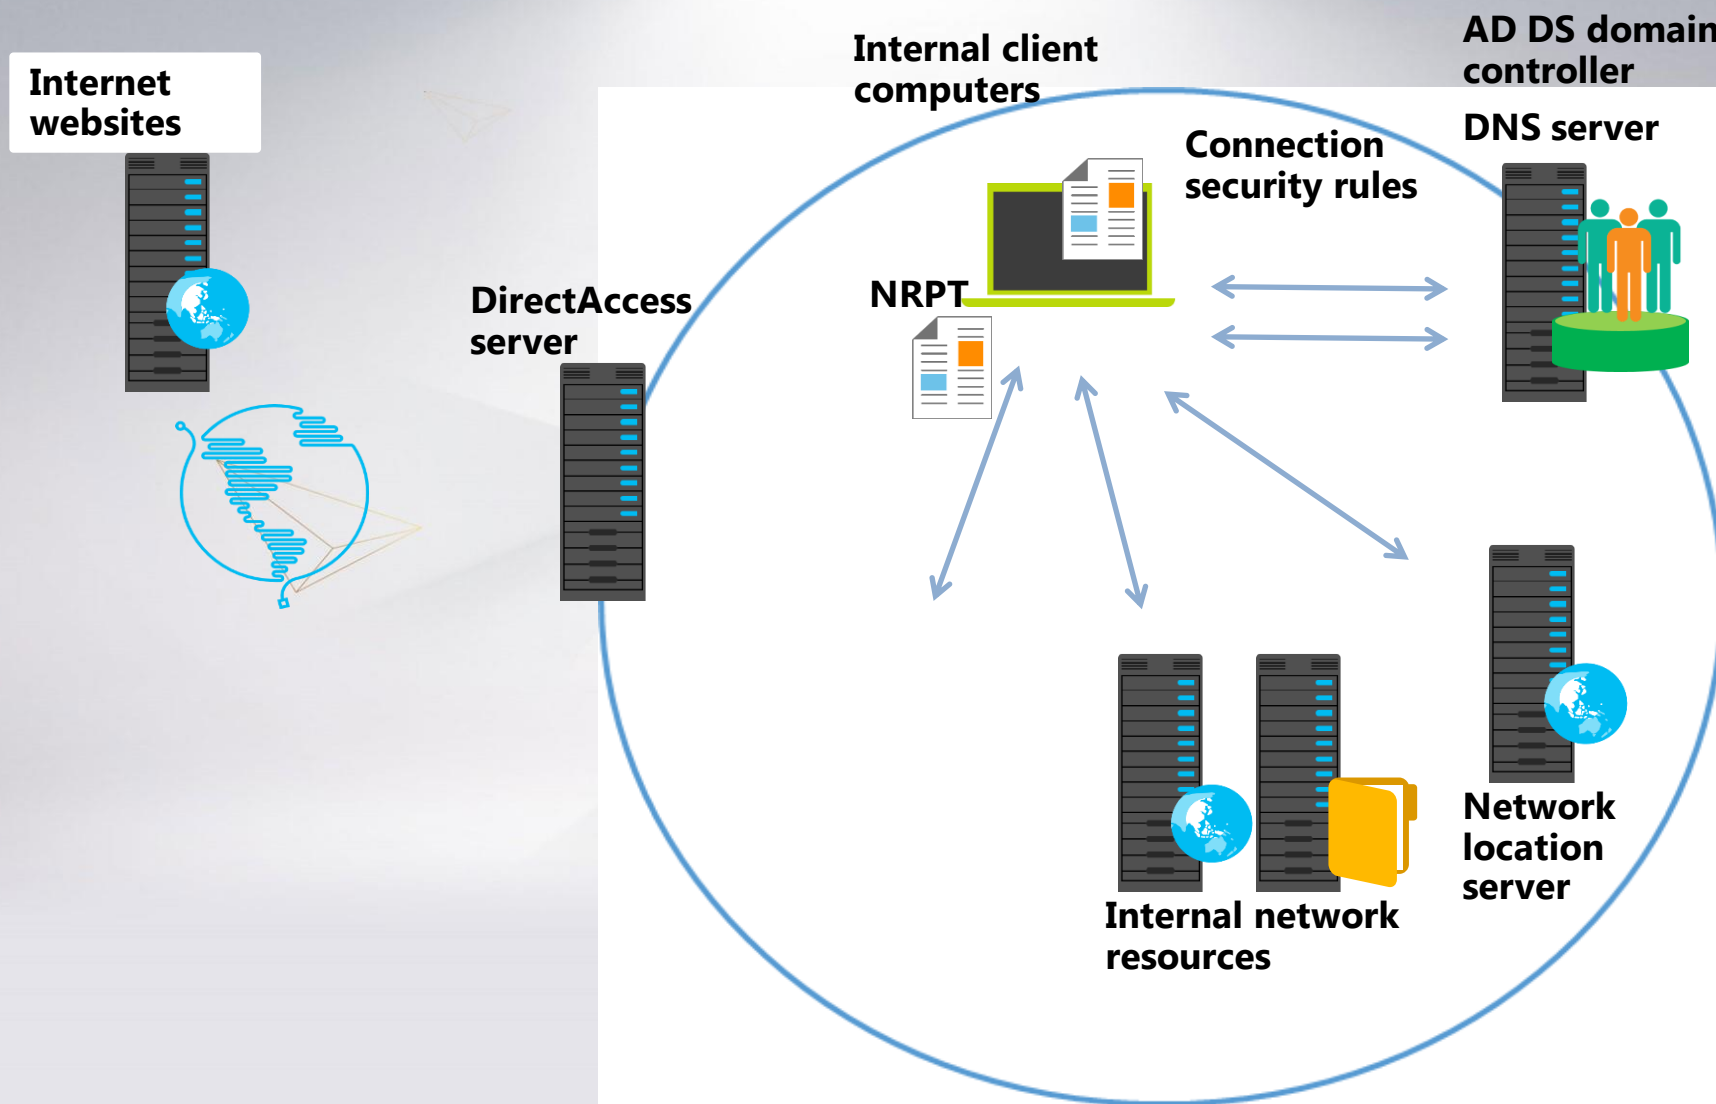 Internet
websites
Internal client
computers
AD DS domain
controller
DNS server
Connection
security rules
NRPT
DirectAccess
server
Network
location
server
Internal network
resources